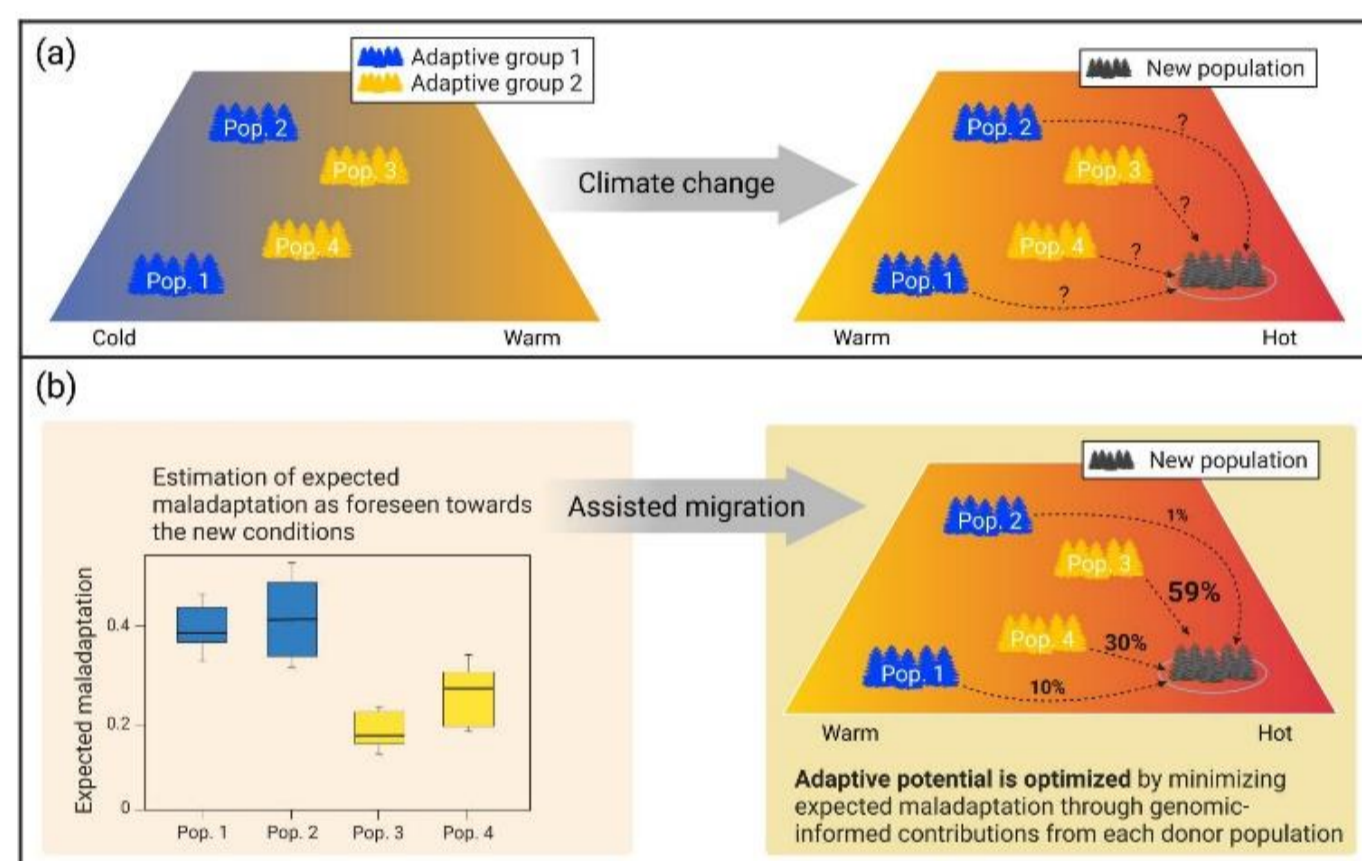 (a)
Adaptive group 1
Adaptive group 2
Pop. 2
Pop. 3
Pop. 4
Pop. 1
Cold
Warm
Climate change
New population
Pop. 2
?
Pop. 3
?
Pop. 4
?
Pop. 1
?
Warm
Hot
(b)
Estimation of expected
maladaptation as foreseen towards
the new conditions
Expected maladaptation
0.4
0.2
0
Pop. 1
Pop. 2
Pop. 3
Pop. 4
Assisted migration
New population
Pop. 2
1%
Pop. 3
59%
Pop. 4
30%
Pop. 1
10%
Warm
Hot
Adaptive potential is optimized by minimizing
expected maladaptation through genomic-
informed contributions from each donor population